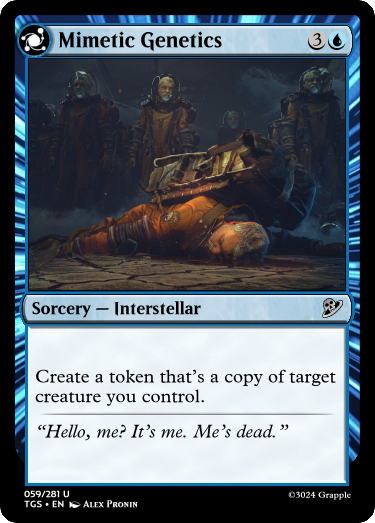 Mimetic Genetics 3
Sorcery — Interstellar
Create a token that's a copy of target
creature you control.
“Hello, me? It's me. Me's dead.”
059/281 U
TGS • EN Alex Pronin
©3024 Grapple